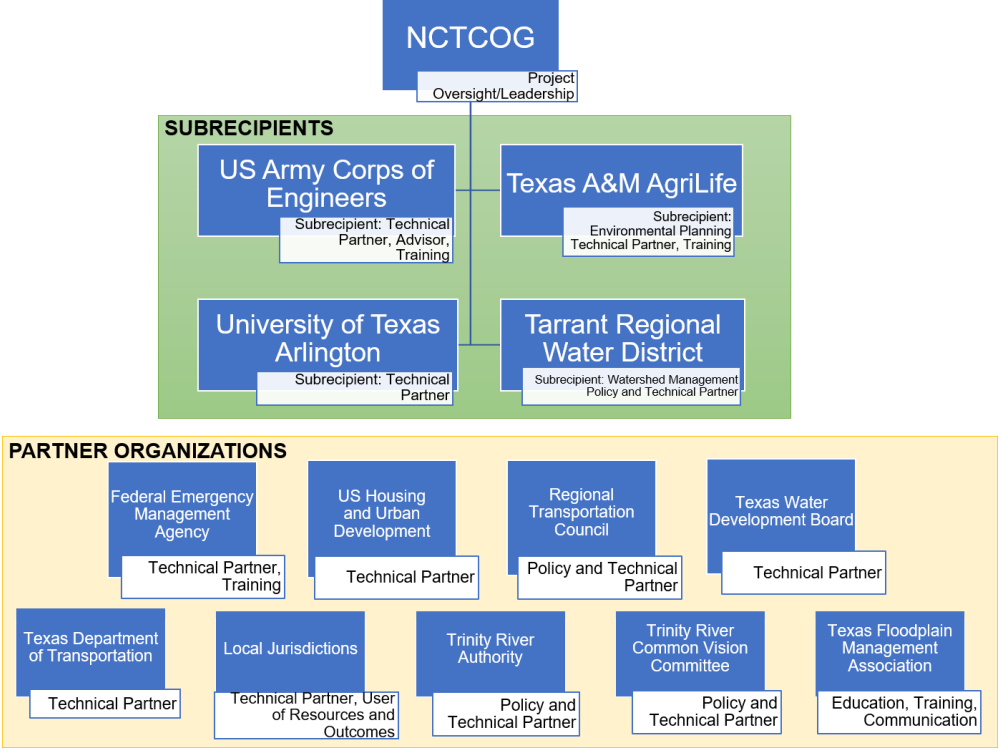 NCTCOG
Project
Oversight/Leadership
SUBRECIPIENTS
US Army Corps of
Engineers
Subrecipient: Technical
Partner, Advisor,
Training
Texas A&M AgriLife
Subrecipient:
Environmental Planning
Technical Partner, Training
University of Texas
Arlington
Subrecipient: Technical
Partner
Tarrant Regional
Water District
Subrecipient: Watershed Management
Policy and Technical Partner
PARTNER ORGANIZATIONS
Federal Emergency
Management
Agency
Technical Partner,
Training
US Housing
and Urban
Development
Technical Partner
Regional
Transportation
Council
Policy and Technical
Partner
Texas Water
Development Board
Technical Partner
Texas Department
of Transportation
Technical Partner
Local Jurisdictions
Technical Partner, User
of Resources and
Outcomes
Trinity River
Authority
Policy and
Technical Partner
Trinity River
Common Vision
Committee
Policy and
Technical Partner
Texas Floodplain
Management
Association
Education, Training,
Communication